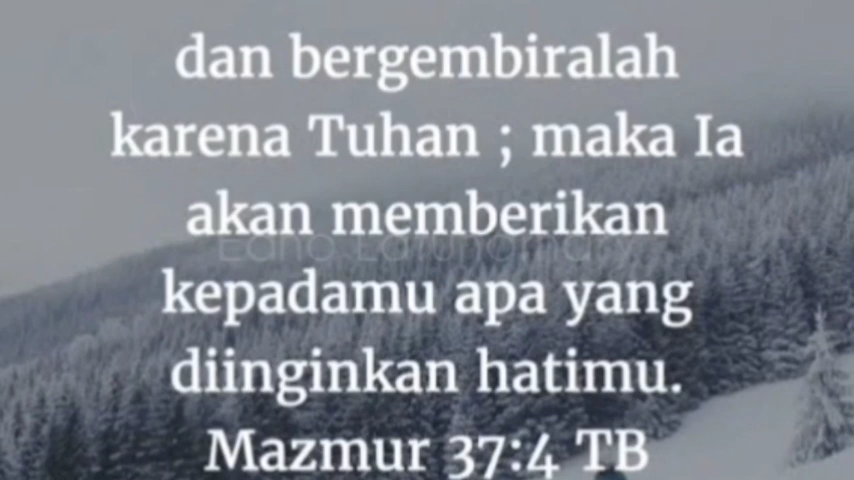 dan bergembiralah
karena Tuhan ; maka Ia
akan memberikan
kepadamu apa yang
diinginkan hatimu.
Mazmur 37:4 TB